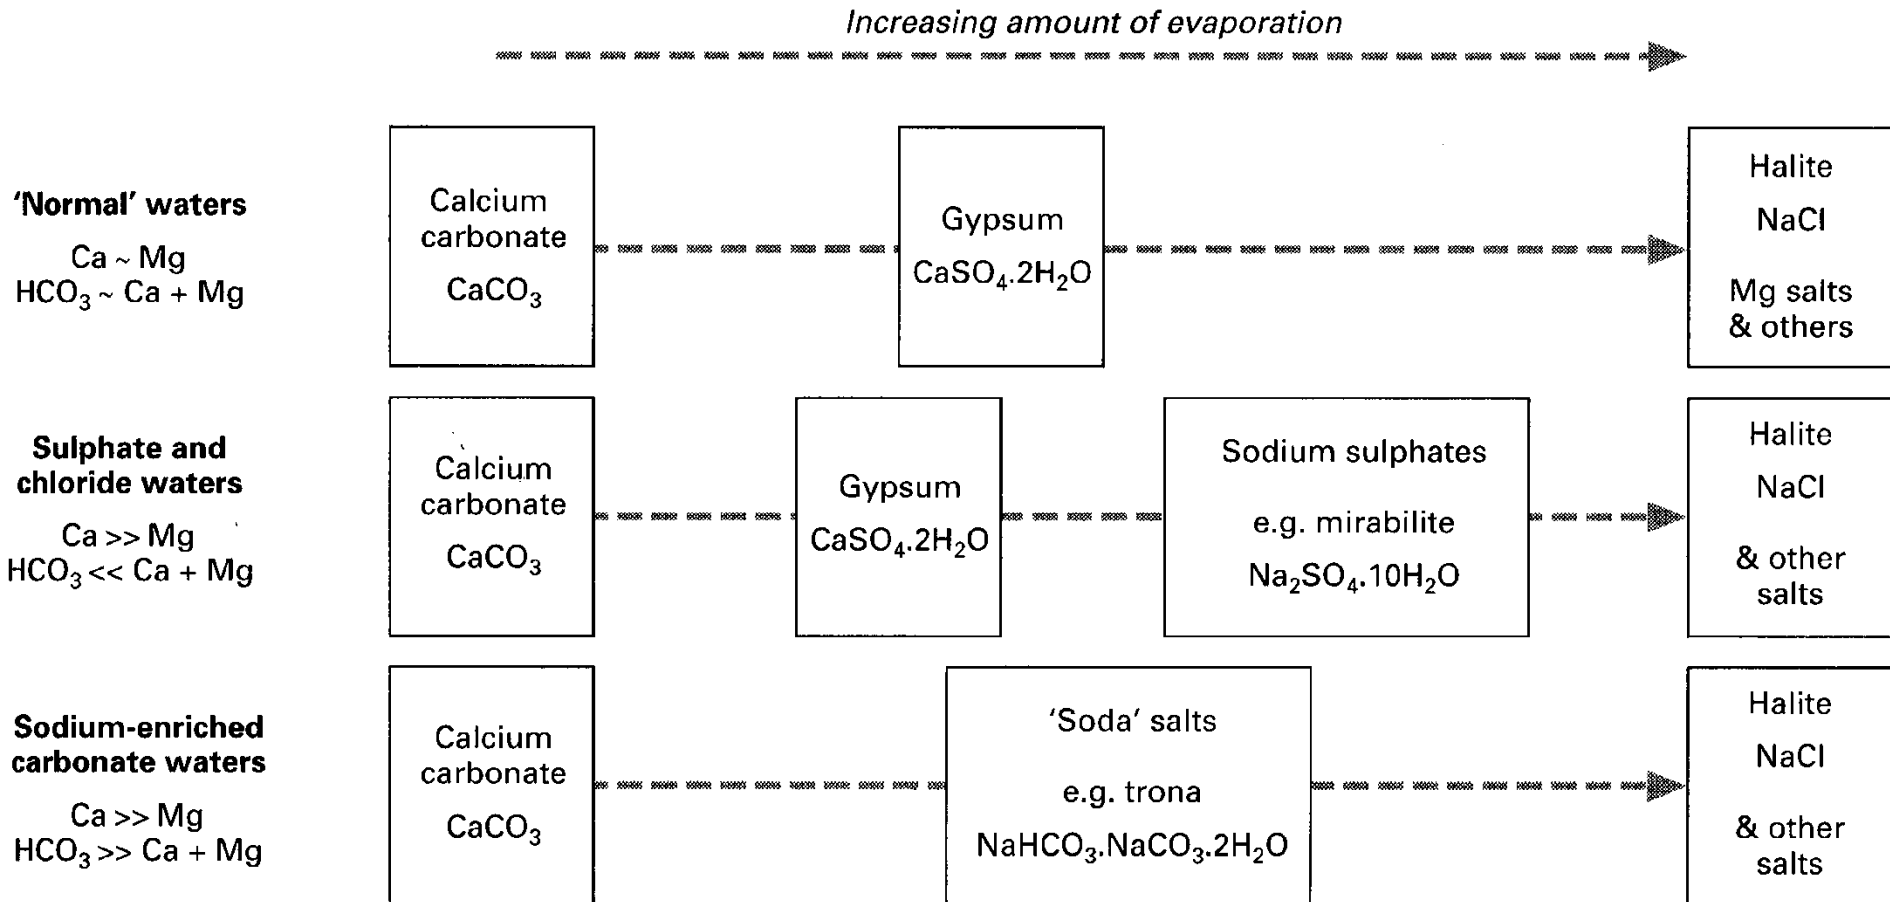 Increasing amount of evaporation
'Normal' waters
Ca ~ Mg
HCO₃ ~ Ca + Mg
Calcium
carbonate
CaCO₃
Gypsum
CaSO₄.2H₂O
Halite
NaCl
Mg salts
& others
Sulphate and
chloride waters
Ca >> Mg
HCO₃ << Ca + Mg
Calcium
carbonate
CaCO₃
Gypsum
CaSO₄.2H₂O
Sodium sulphates
e.g. mirabilite
Na₂SO₄.10H₂O
Halite
NaCl
& other
salts
Sodium-enriched
carbonate waters
Ca >> Mg
HCO₃ >> Ca + Mg
Calcium
carbonate
CaCO₃
'Soda' salts
e.g. trona
NaHCO₃.NaCO₃.2H₂O
Halite
NaCl
& other
salts